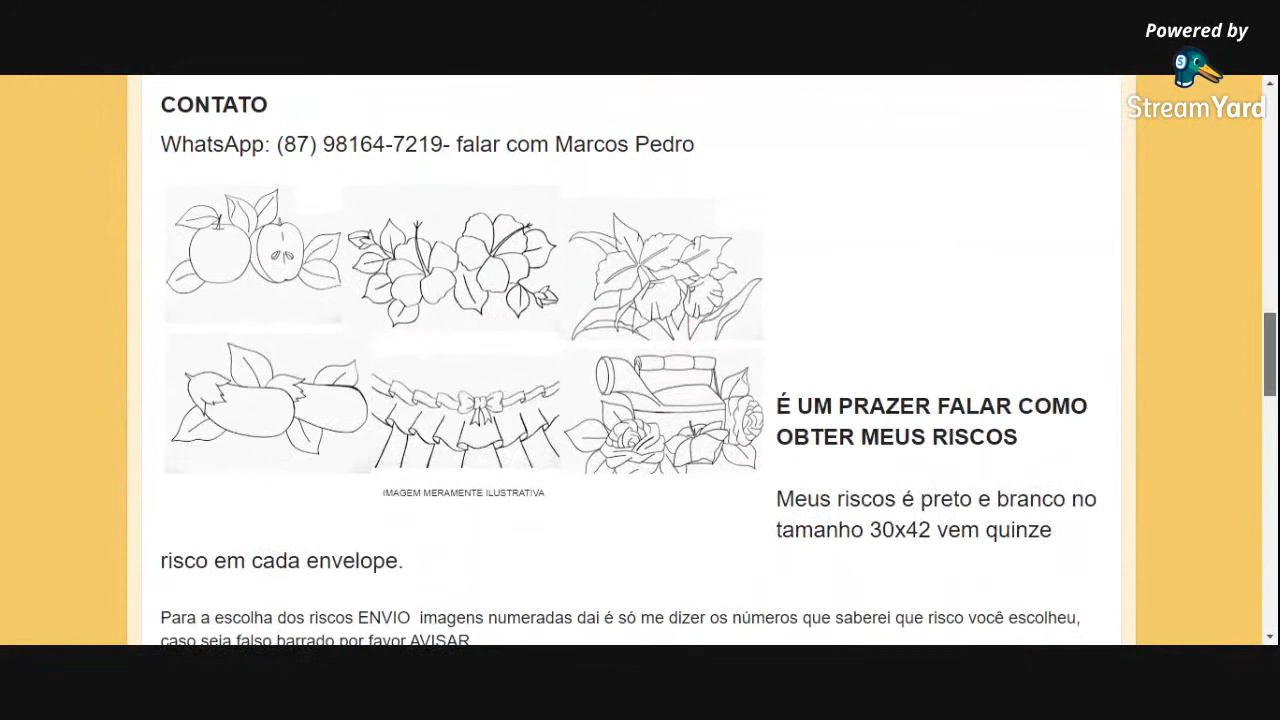 Powered by
StreamYard
CONTATO
WhatsApp: (87) 98164-7219- falar com Marcos Pedro
IMAGEM MERAMENTE ILUSTRATIVA
É UM PRAZER FALAR COMO
OBTER MEUS RISCOS
Meus riscos é preto e branco no
tamanho 30x42 vem quinze
risco em cada envelope.
Para a escolha dos riscos ENVIO imagens numeradas dai é só me dizer os números que saberei que risco você escolheu,
caso seja falso barrado por favor AVISAR